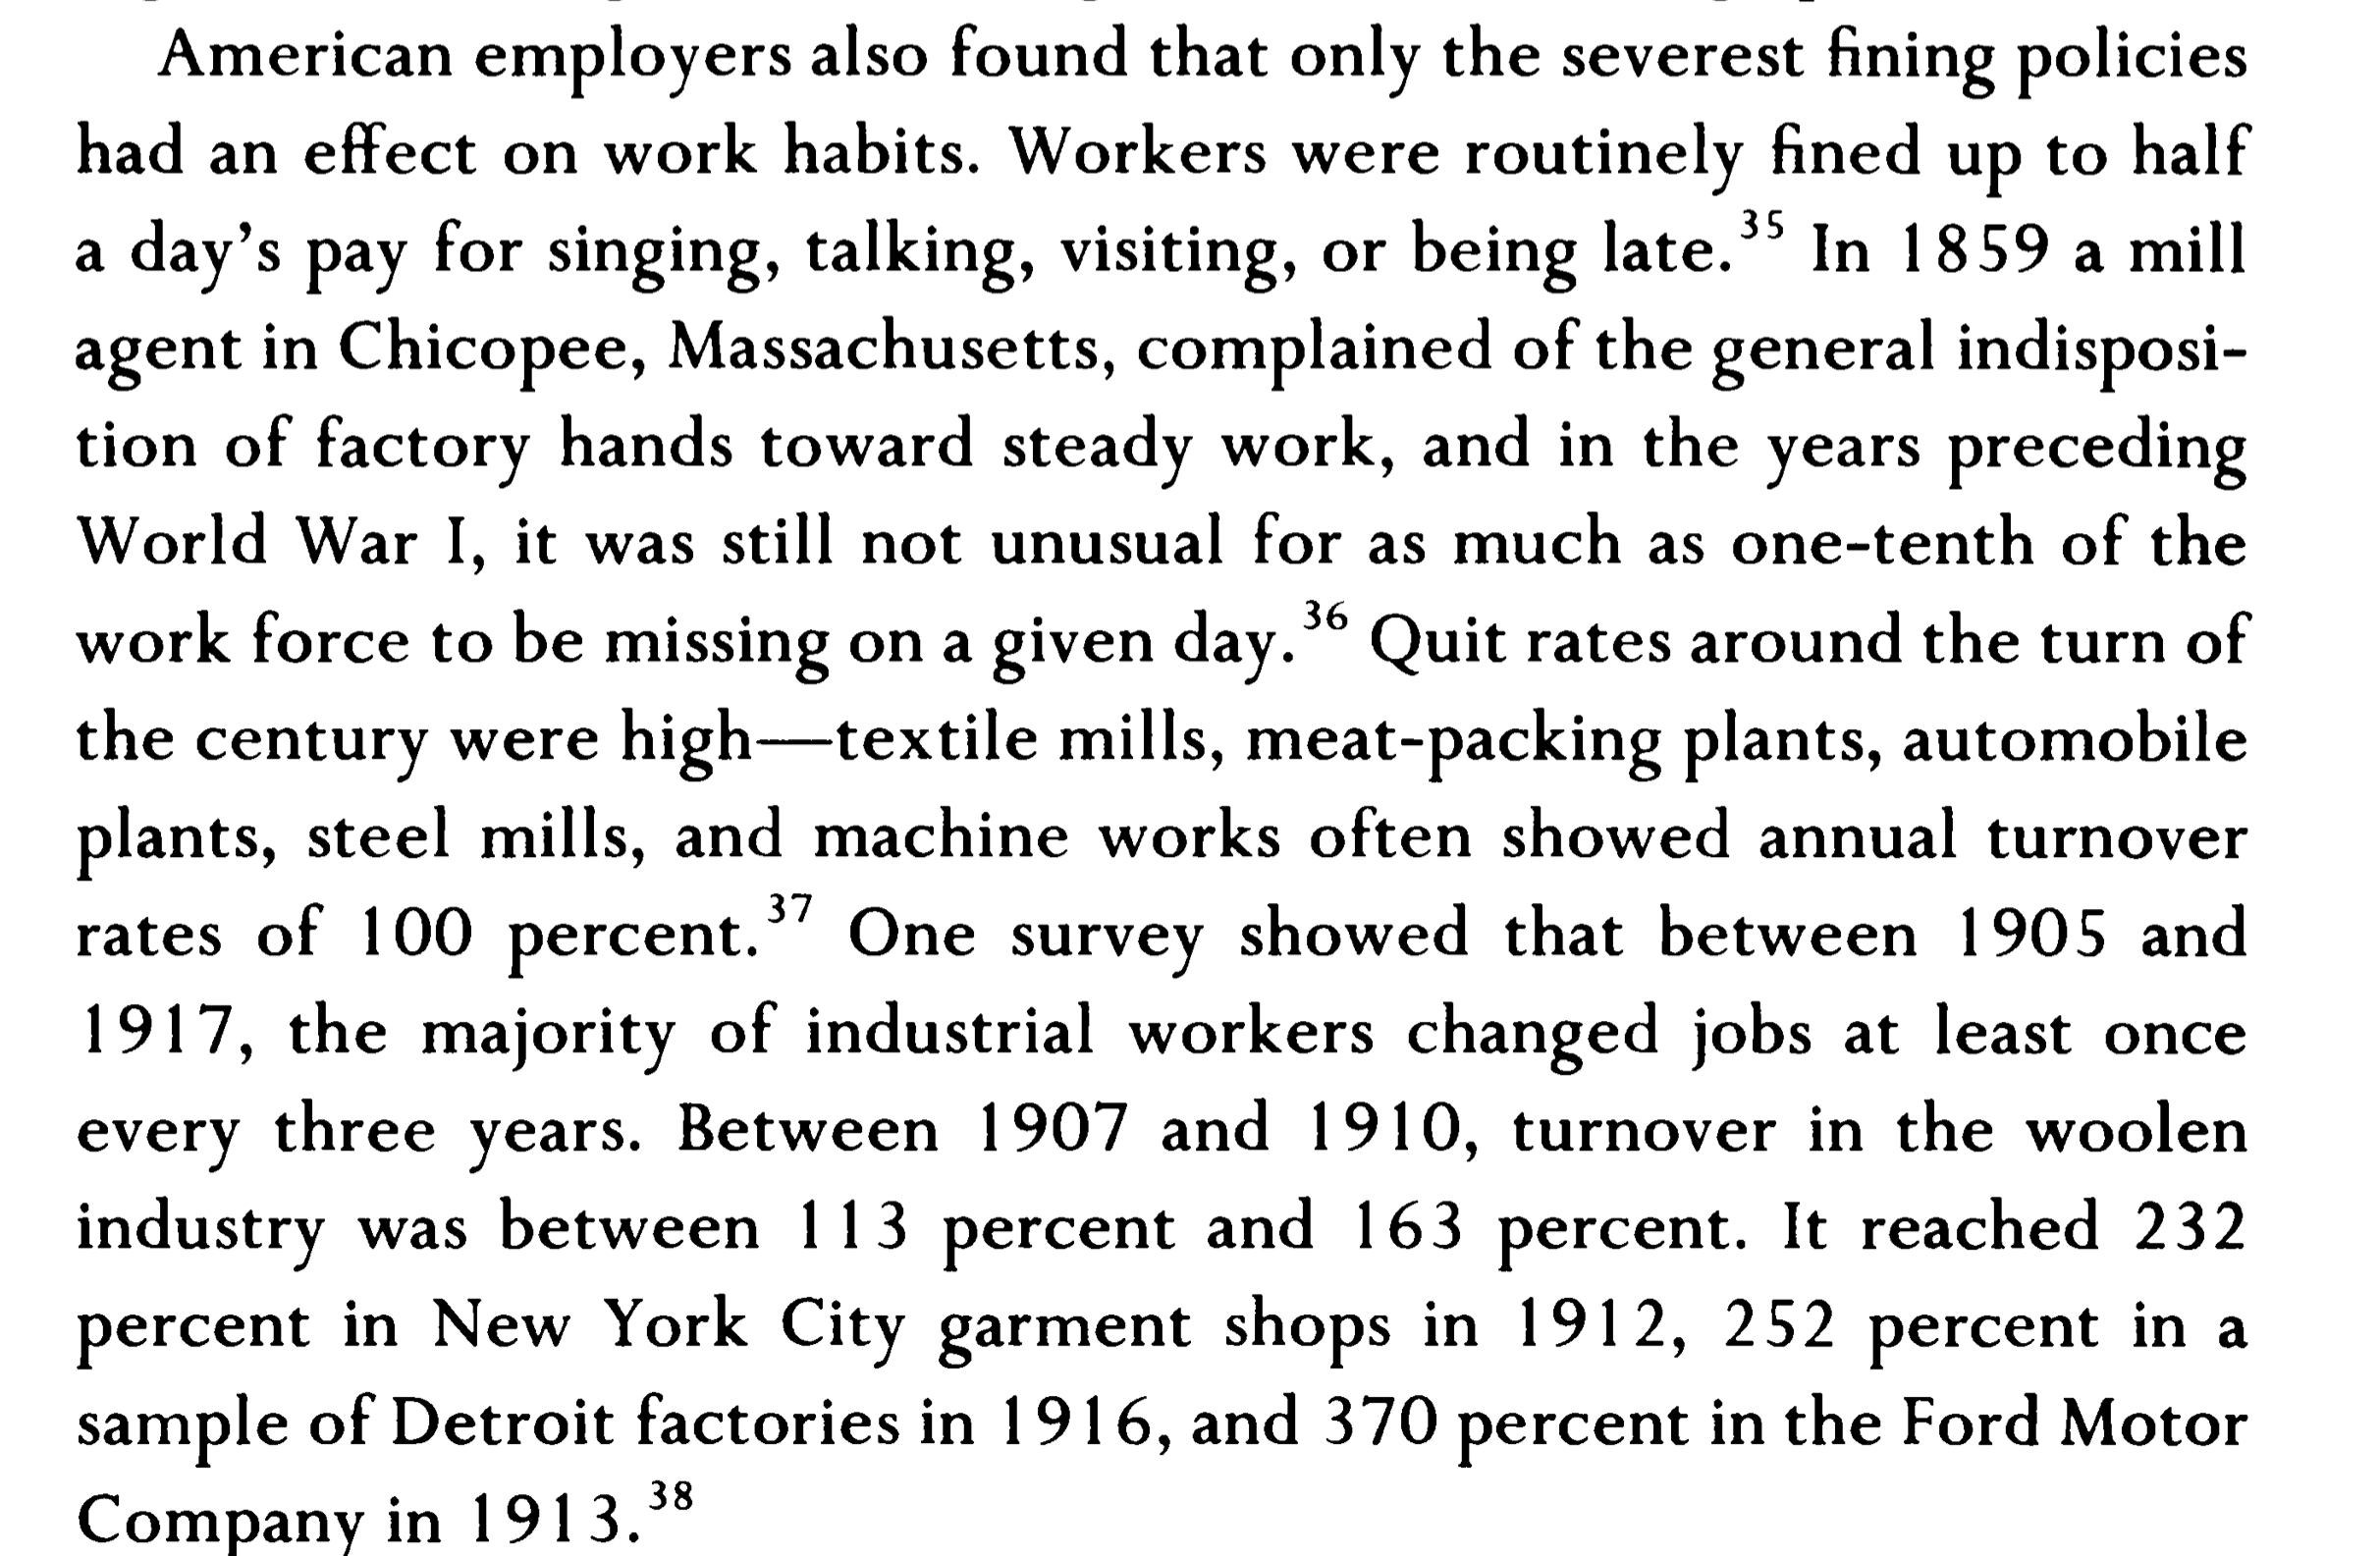 American employers also found that only the severest fining policies
had an effect on work habits. Workers were routinely fined up to half
a day's pay for singing, talking, visiting, or being late.35 In 1859 a mill
agent in Chicopee, Massachusetts, complained of the general indisposi-
tion of factory hands toward steady work, and in the years preceding
World War I, it was still not unusual for as much as one-tenth of the
work force to be missing on a given day.36 Quit rates around the turn of
the century were high—textile mills, meat-packing plants, automobile
plants, steel mills, and machine works often showed annual turnover
rates of 100 percent.37 One survey showed that between 1905 and
1917, the majority of industrial workers changed jobs at least once
every three years. Between 1907 and 1910, turnover in the woolen
industry was between 113 percent and 163 percent. It reached 232
percent in New York City garment shops in 1912, 252 percent in a
sample of Detroit factories in 1916, and 370 percent in the Ford Motor
Company in 1913.38